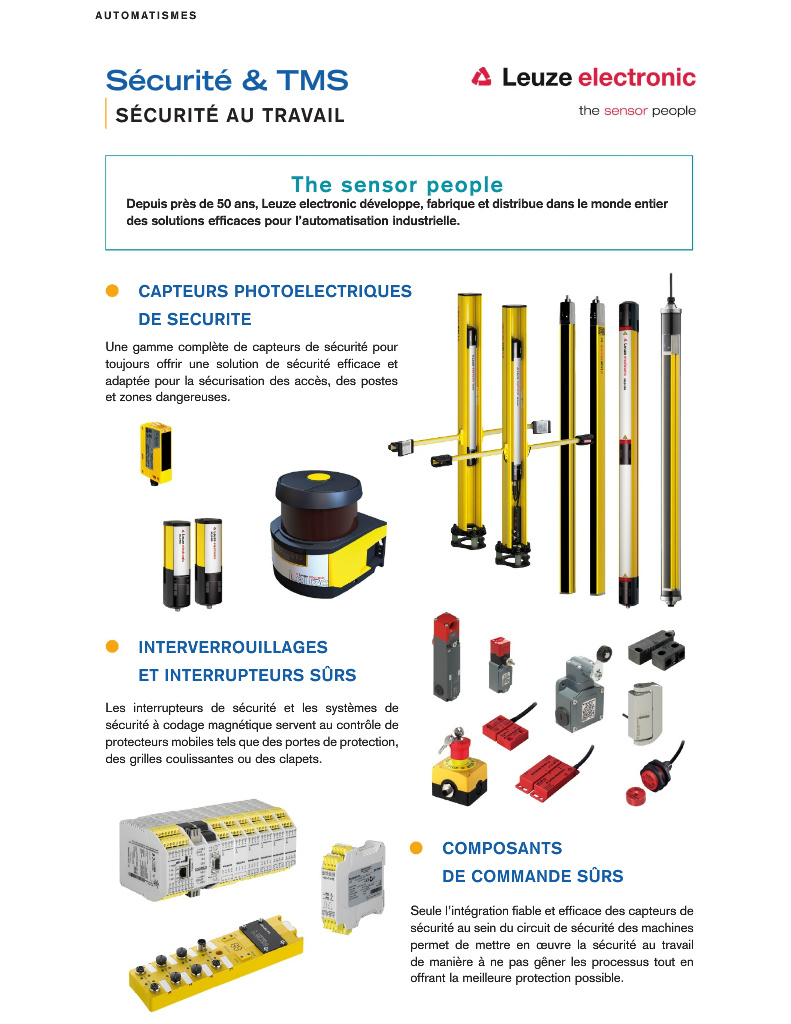 AUTOMATISMES
Sécurité & TMS
SÉCURITÉ AU TRAVAIL
Leuze electronic
the sensor people
The sensor people
Depuis près de 50 ans, Leuze electronic développe, fabrique et distribue dans le monde entier
des solutions efficaces pour l'automatisation industrielle.
CAPTEURS PHOTOELECTRIQUES
DE SECURITE
Une gamme complète de capteurs de sécurité pour
toujours offrir une solution de sécurité efficace et
adaptée pour la sécurisation des accès, des postes
et zones dangereuses.
INTERVERROUILLAGES
ET INTERRUPTEURS SÛRS
Les interrupteurs de sécurité et les systèmes de
sécurité à codage magnétique servent au contrôle de
protecteurs mobiles tels que des portes de protection,
des grilles coulissantes ou des clapets.
COMPOSANTS
DE COMMANDE SÛRS
Seule l'intégration fiable et efficace des capteurs de
sécurité au sein du circuit de sécurité des machines
permet de mettre en œuvre la sécurité au travail
de manière à ne pas gêner les processus tout en
offrant la meilleure protection possible.